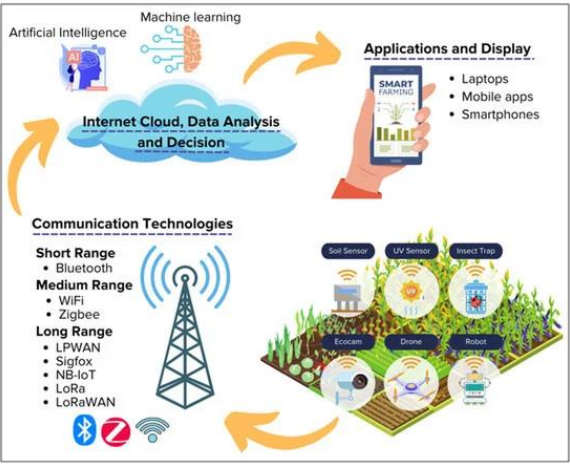 Machine learning
Artificial Intelligence
AI
Internet Cloud, Data Analysis
and Decision
Applications and Display
SMART
FARMING
• Laptops
• Mobile apps
• Smartphones
Communication Technologies
Short Range
• Bluetooth
Medium Range
• WiFi
• Zigbee
Long Range
• LPWAN
• Sigfox
• NB-IoT
• LoRa
• LoRaWAN
Soil Sensor
UV Sensor
Insect Trap
UV
Ecocam
Drone
Robot